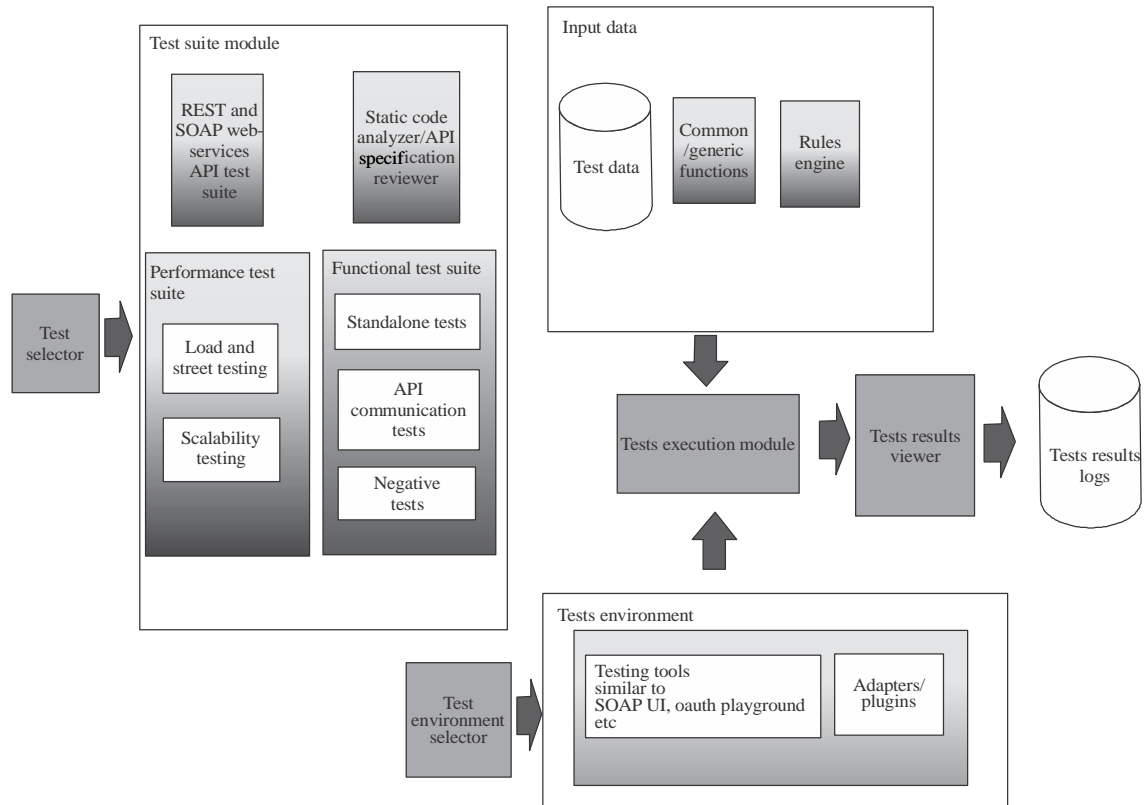 Test suite module
REST and
SOAP web-
services
API test
suite
Static code
analyzer/API
specification
reviewer
Performance test
suite
Load and
street testing
Scalability
testing
Functional test suite
Standalone tests
API
communication
tests
Negative
tests
Test
selector
Input data
Test data
Common
/generic
functions
Rules
engine
Tests execution module
Tests results
viewer
Tests results
logs
Test
environment
selector
Tests environment
Testing tools
similar to
SOAP UI, oauth playground
etc
Adapters/
plugins